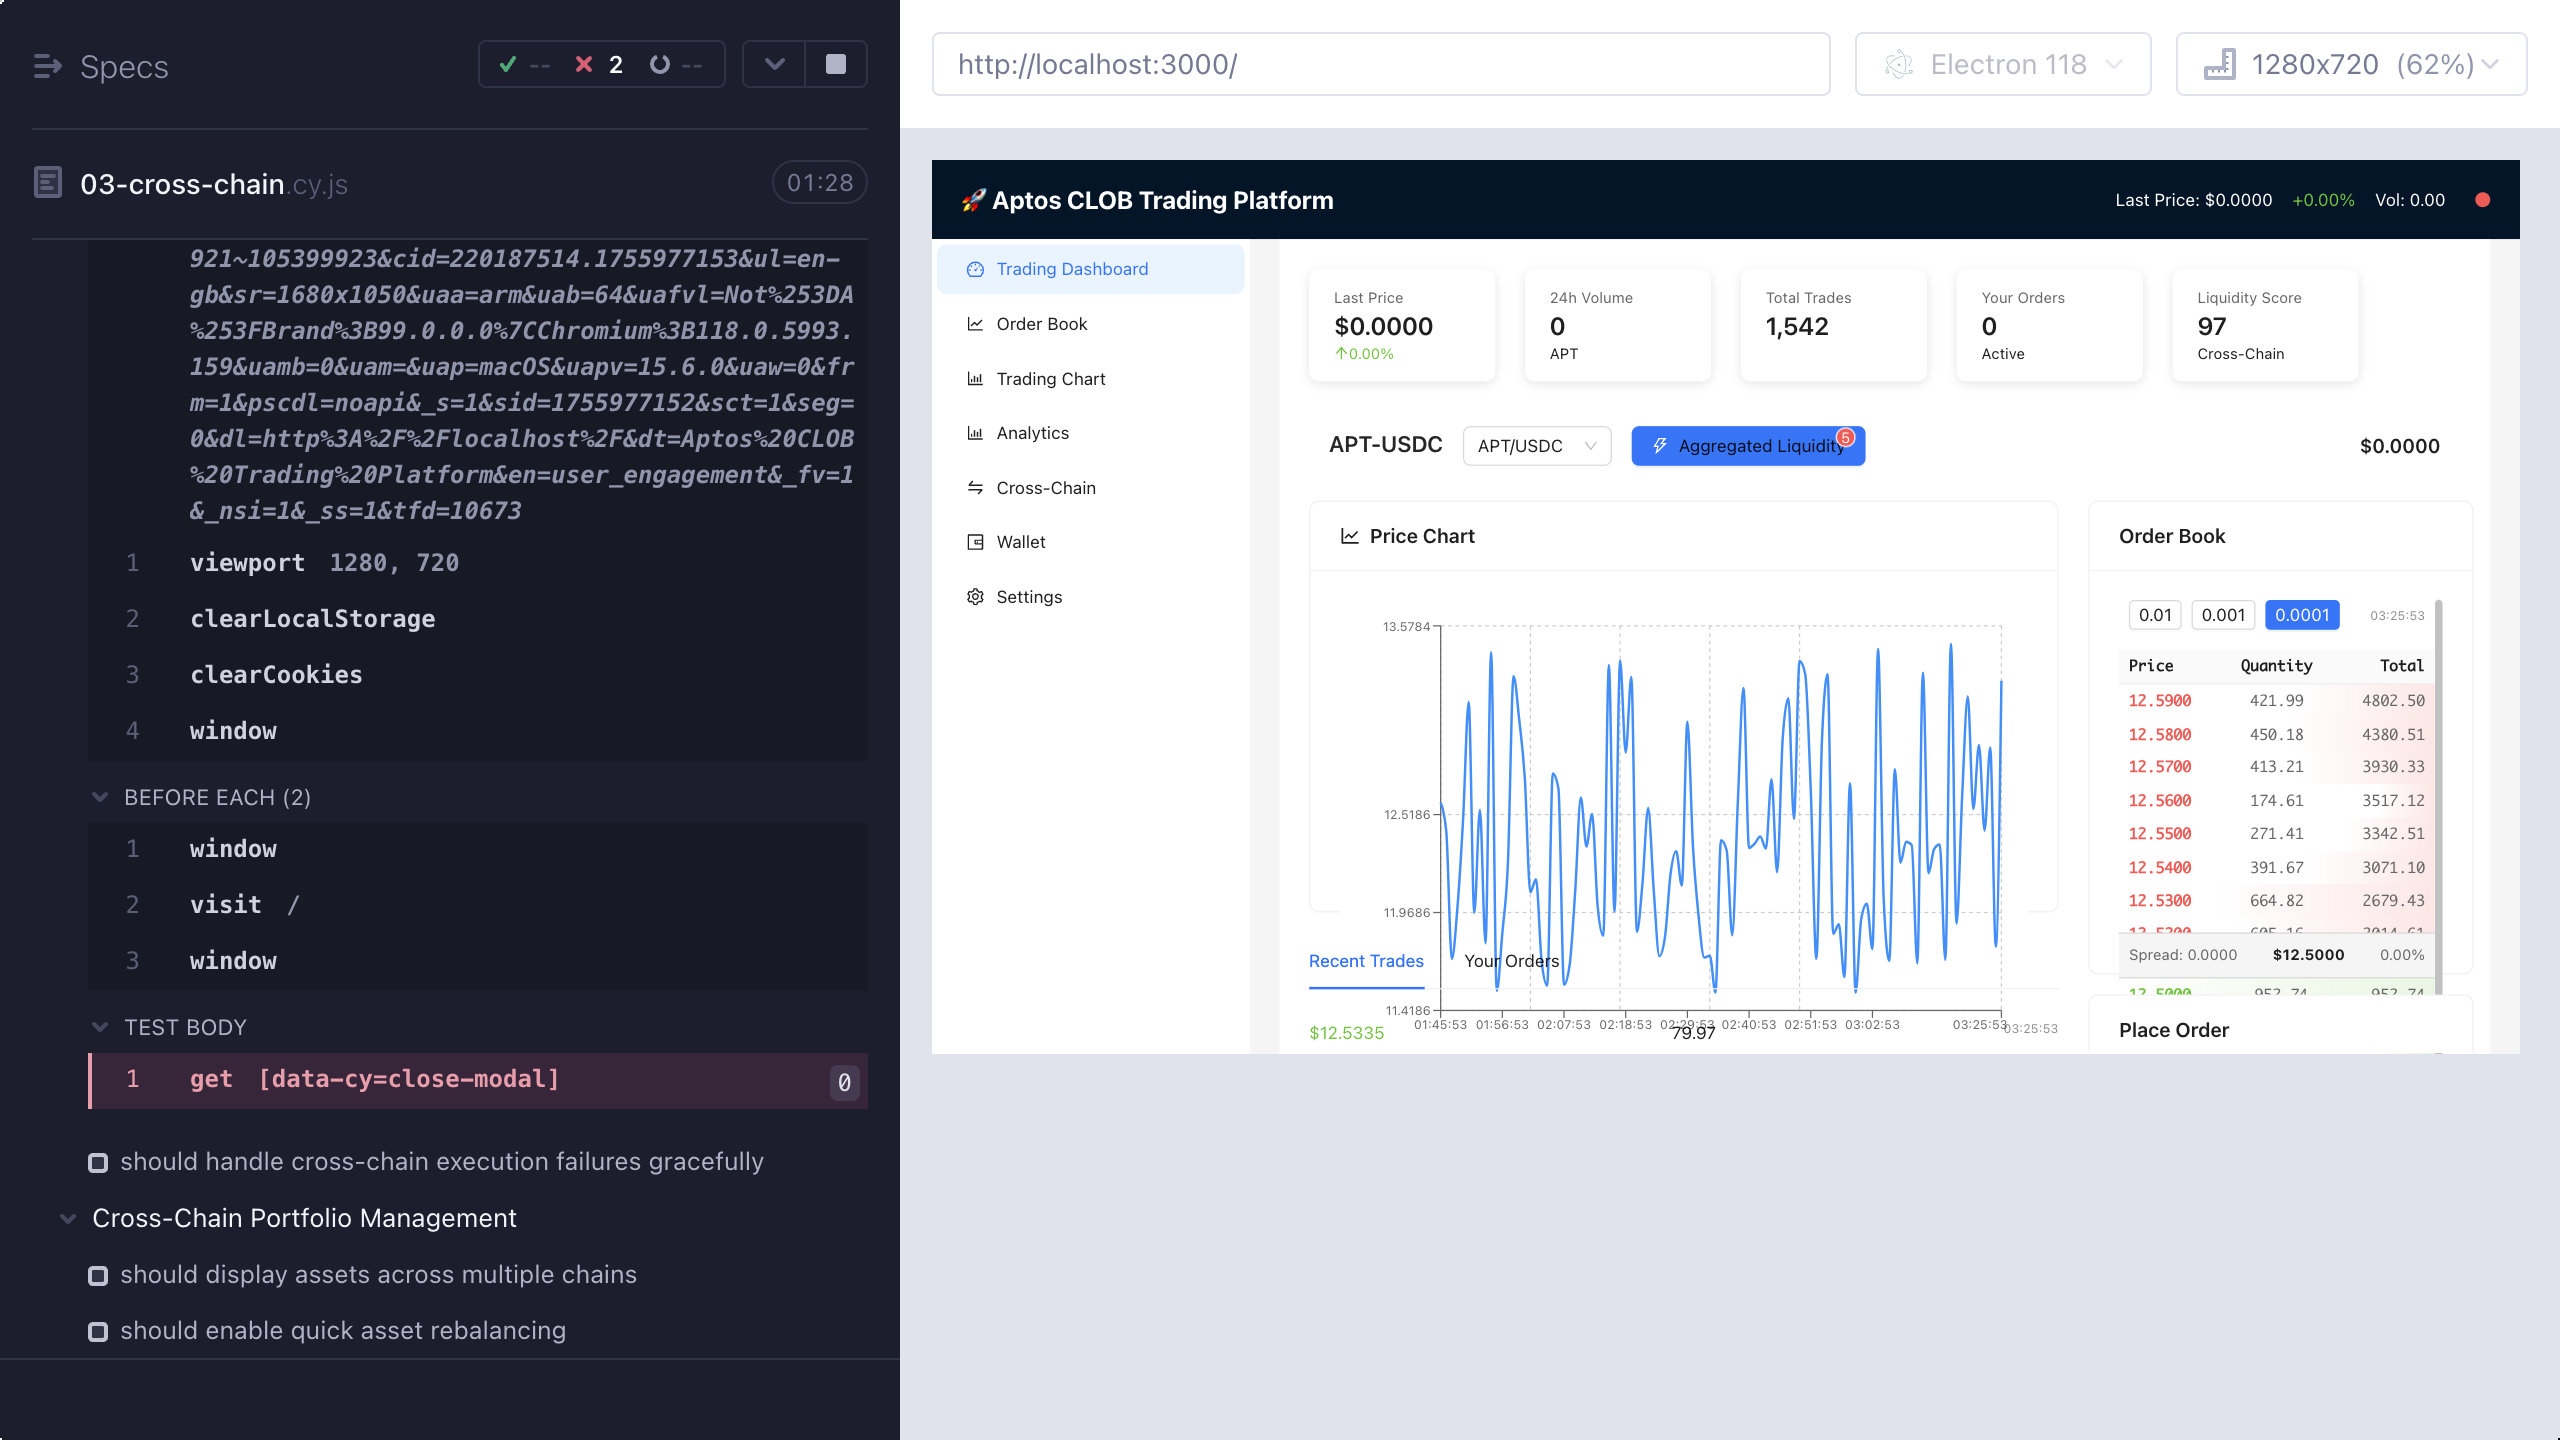 Specs
-- 2 --
03-cross-chain.cy.js
01:28
921~105399923&cid=220187514.1755977153&ul=en-
gb&sr=1680x1050&uaa=arm&uab=64&uafvl=Not%253DA
%253FBrand%3B99.0.0.0%7CChromium%3B118.0.5993.
159&uamb=0&uam=&uap=macOS&uapv=15.6.0&uaw=0&fr
m=1&pscdl=noapi&_s=1&sid=1755977152&sct=1&seg=
0&dl=http%3A%2F%2Flocalhost%2F&dt=Aptos%20CLOB
%20Trading%20Platform&en=user_engagement&_fv=1
&_nsi=1&_ss=1&tfd=10673
1 viewport 1280, 720
2 clearLocalStorage
3 clearCookies
4 window
BEFORE EACH (2)
1 window
2 visit /
3 window
TEST BODY
1 get [data-cy=close-modal] 0
should handle cross-chain execution failures gracefully
Cross-Chain Portfolio Management
should display assets across multiple chains
should enable quick asset rebalancing
http://localhost:3000/
Electron 118
1280x720 (62%)
🚀 Aptos CLOB Trading Platform
Last Price: $0.0000 +0.00% Vol: 0.00
Trading Dashboard
Order Book
Trading Chart
Analytics
Cross-Chain
Wallet
Settings
Last Price
$0.0000
↑0.00%
24h Volume
0
APT
Total Trades
1,542
Your Orders
0
Active
Liquidity Score
97
Cross-Chain
APT-USDC
APT/USDC
Aggregated Liquidity
5
$0.0000
Price Chart
13.5784
12.5186
11.9686
11.4186
01:45:53 01:56:53 02:07:53 02:18:53 02:29:53 02:40:53 02:51:53 03:02:53 03:25:53
Recent Trades
Your Orders
$12.5335 79.97 03:25:53
Order Book
0.01 0.001 0.0001 03:25:53
Price Quantity Total
12.5900 421.99 4802.50
12.5800 450.18 4380.51
12.5700 413.21 3930.33
12.5600 174.61 3517.12
12.5500 271.41 3342.51
12.5400 391.67 3071.10
12.5300 664.82 2679.43
12.5200 605.16 2014.61
Spread: 0.0000 $12.5000 0.00%
12.5000 952.74 952.74
Place Order